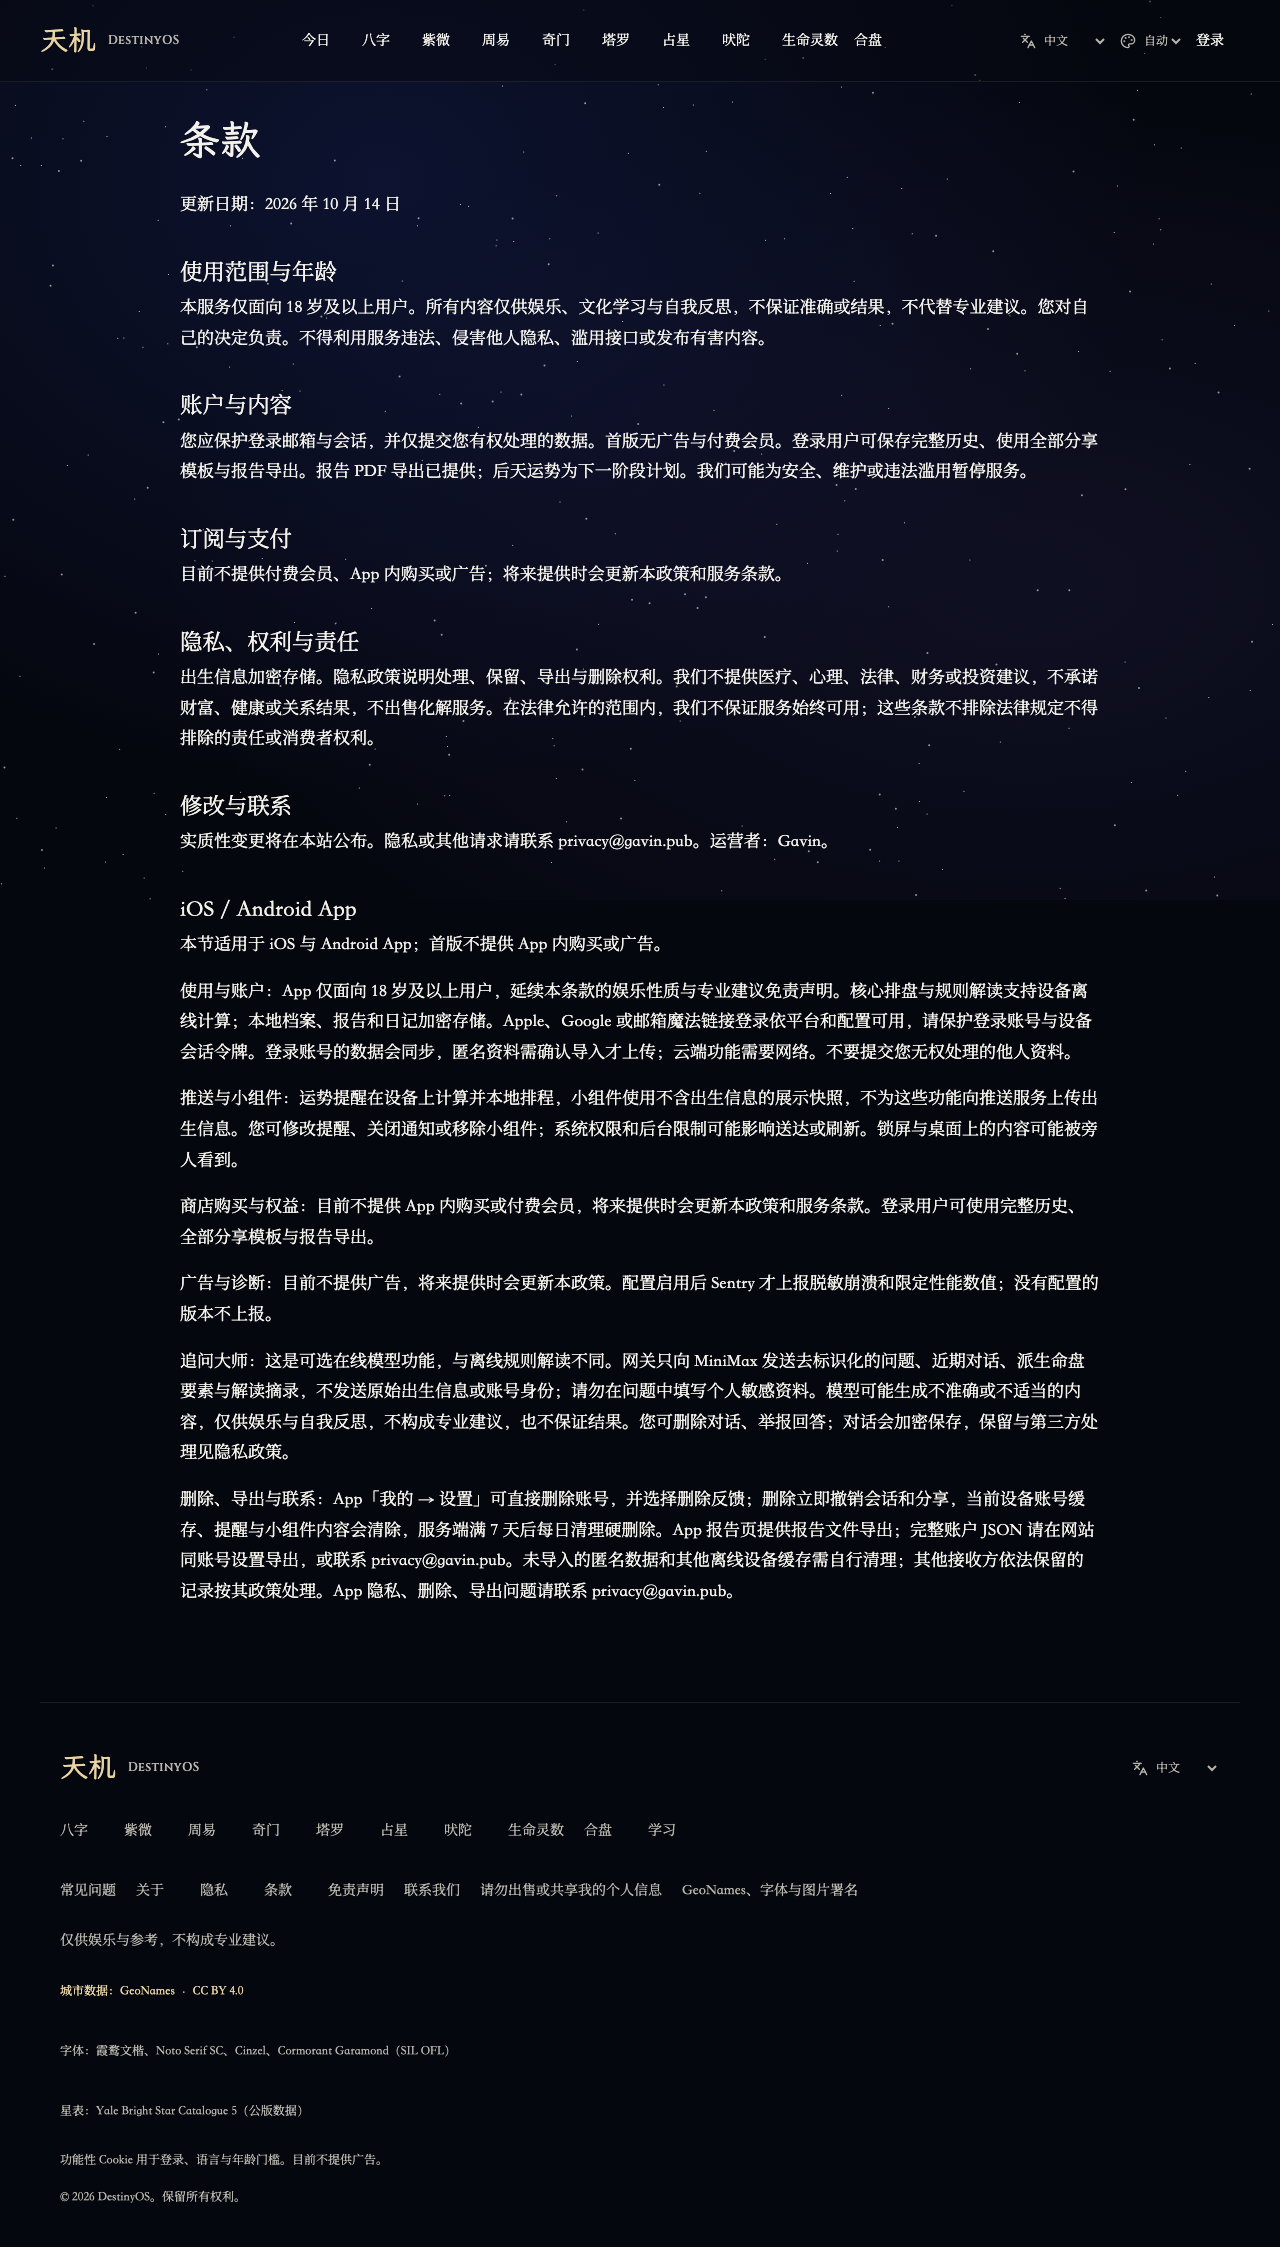 天机 DestinyOS 今日 八字 紫微 周易 奇门 塔罗 占星 吠陀 生命灵数 合盘 中文 自动 登录
条款
更新日期：2026 年 10 月 14 日
使用范围与年龄
本服务仅面向 18 岁及以上用户。所有内容仅供娱乐、文化学习与自我反思，不保证准确或结果，不代替专业建议。您对自
己的决定负责。不得利用服务违法、侵害他人隐私、滥用接口或发布有害内容。
账户与内容
您应保护登录邮箱与会话，并仅提交您有权处理的数据。首版无广告与付费会员。登录用户可保存完整历史、使用全部分享
模板与报告导出。报告 PDF 导出已提供；后天运势为下一阶段计划。我们可能为安全、维护或违法滥用暂停服务。
订阅与支付
目前不提供付费会员、App 内购买或广告；将来提供时会更新本政策和服务条款。
隐私、权利与责任
出生信息加密存储。隐私政策说明处理、保留、导出与删除权利。我们不提供医疗、心理、法律、财务或投资建议，不承诺
财富、健康或关系结果，不出售化解服务。在法律允许的范围内，我们不保证服务始终可用；这些条款不排除法律规定不得
排除的责任或消费者权利。
修改与联系
实质性变更将在本站公布。隐私或其他请求请联系 privacy@gavin.pub。运营者：Gavin。
iOS / Android App
本节适用于 iOS 与 Android App；首版不提供 App 内购买或广告。
使用与账户：App 仅面向 18 岁及以上用户，延续本条款的娱乐性质与专业建议免责声明。核心排盘与规则解读支持设备离
线计算；本地档案、报告和日记加密存储。Apple、Google 或邮箱魔法链接登录依平台和配置可用，请保护登录账号与设备
会话令牌。登录账号的数据会同步，匿名资料需确认导入才上传；云端功能需要网络。不要提交您无权处理的他人资料。
推送与小组件：运势提醒在设备上计算并本地排程，小组件使用不含出生信息的展示快照，不为这些功能向推送服务上传出
生信息。您可修改提醒、关闭通知或移除小组件；系统权限和后台限制可能影响送达或刷新。锁屏与桌面上的内容可能被旁
人看到。
商店购买与权益：目前不提供 App 内购买或付费会员，将来提供时会更新本政策和服务条款。登录用户可使用完整历史、
全部分享模板与报告导出。
广告与诊断：目前不提供广告，将来提供时会更新本政策。配置启用后 Sentry 才上报脱敏崩溃和限定性能数值；没有配置的
版本不上报。
追问大师：这是可选在线模型功能，与离线规则解读不同。网关只向 MiniMax 发送去标识化的问题、近期对话、派生命盘
要素与解读摘录，不发送原始出生信息或账号身份；请勿在问题中填写个人敏感资料。模型可能生成不准确或不适当的内
容，仅供娱乐与自我反思，不构成专业建议，也不保证结果。您可删除对话、举报回答；对话会加密保存，保留与第三方处
理见隐私政策。
删除、导出与联系：App「我的 → 设置」可直接删除账号，并选择删除反馈；删除立即撤销会话和分享，当前设备账号缓
存、提醒与小组件内容会清除，服务端满 7 天后每日清理硬删除。App 报告页提供报告文件导出；完整账户 JSON 请在网站
同账号设置导出，或联系 privacy@gavin.pub。未导入的匿名数据和其他离线设备缓存需自行清理；其他接收方依法保留的
记录按其政策处理。App 隐私、删除、导出问题请联系 privacy@gavin.pub。
天机 DestinyOS 中文
八字 紫微 周易 奇门 塔罗 占星 吠陀 生命灵数 合盘 学习
常见问题 关于 隐私 条款 免责声明 联系我们 请勿出售或共享我的个人信息 GeoNames、字体与图片署名
仅供娱乐与参考，不构成专业建议。
城市数据：GeoNames · CC BY 4.0
字体：霞鹜文楷、Noto Serif SC、Cinzel、Cormorant Garamond（SIL OFL）
星表：Yale Bright Star Catalogue 5（公版数据）
功能性 Cookie 用于登录、语言与年龄门槛。目前不提供广告。
© 2026 DestinyOS。保留所有权利。